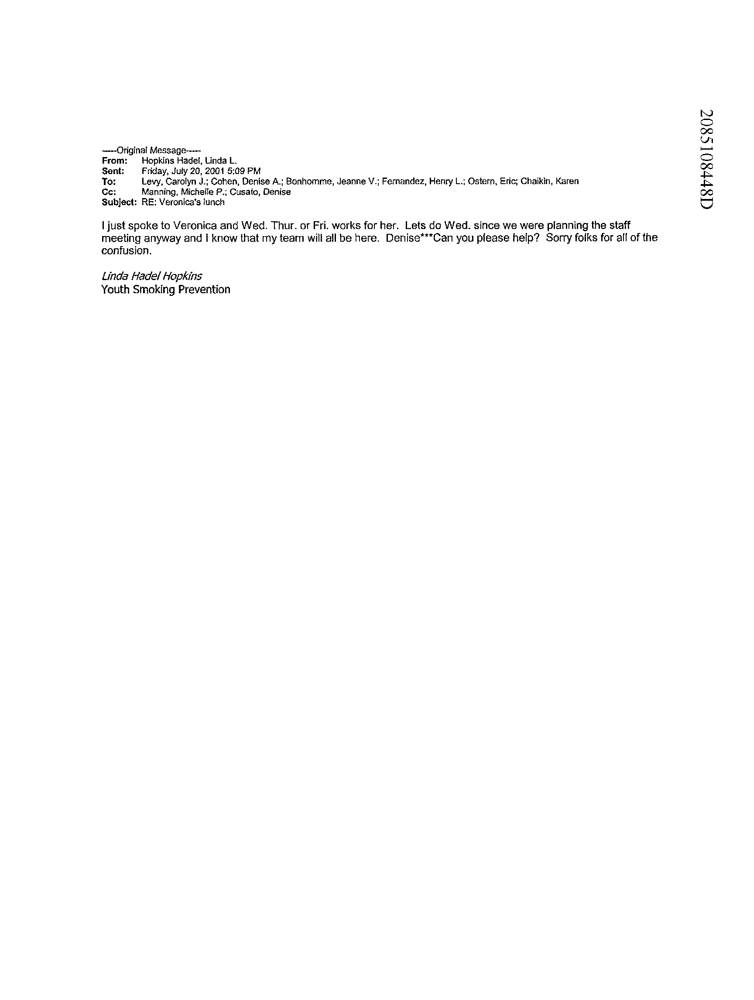 -----Original Message-----
From: Hopkins Hadel, Linda L.
Sent: Friday, July 20, 2001 5:09 PM
To: Levy, Carolyn J.; Cohen, Denise A.; Bonhomme, Jeanne V.; Fernandez, Henry L.; Ostern, Eric; Chaikin, Karen
Cc: Manning, Michelle P.; Cusato, Denise
Subject: RE: Veronica's lunch
I just spoke to Veronica and Wed. Thur. or Fri. works for her. Lets do Wed. since we were planning the staff
meeting anyway and I know that my team will all be here. Denise***Can you please help? Sorry folks for all of the
confusion.
Linda Hadel Hopkins
Youth Smoking Prevention
2085108448D